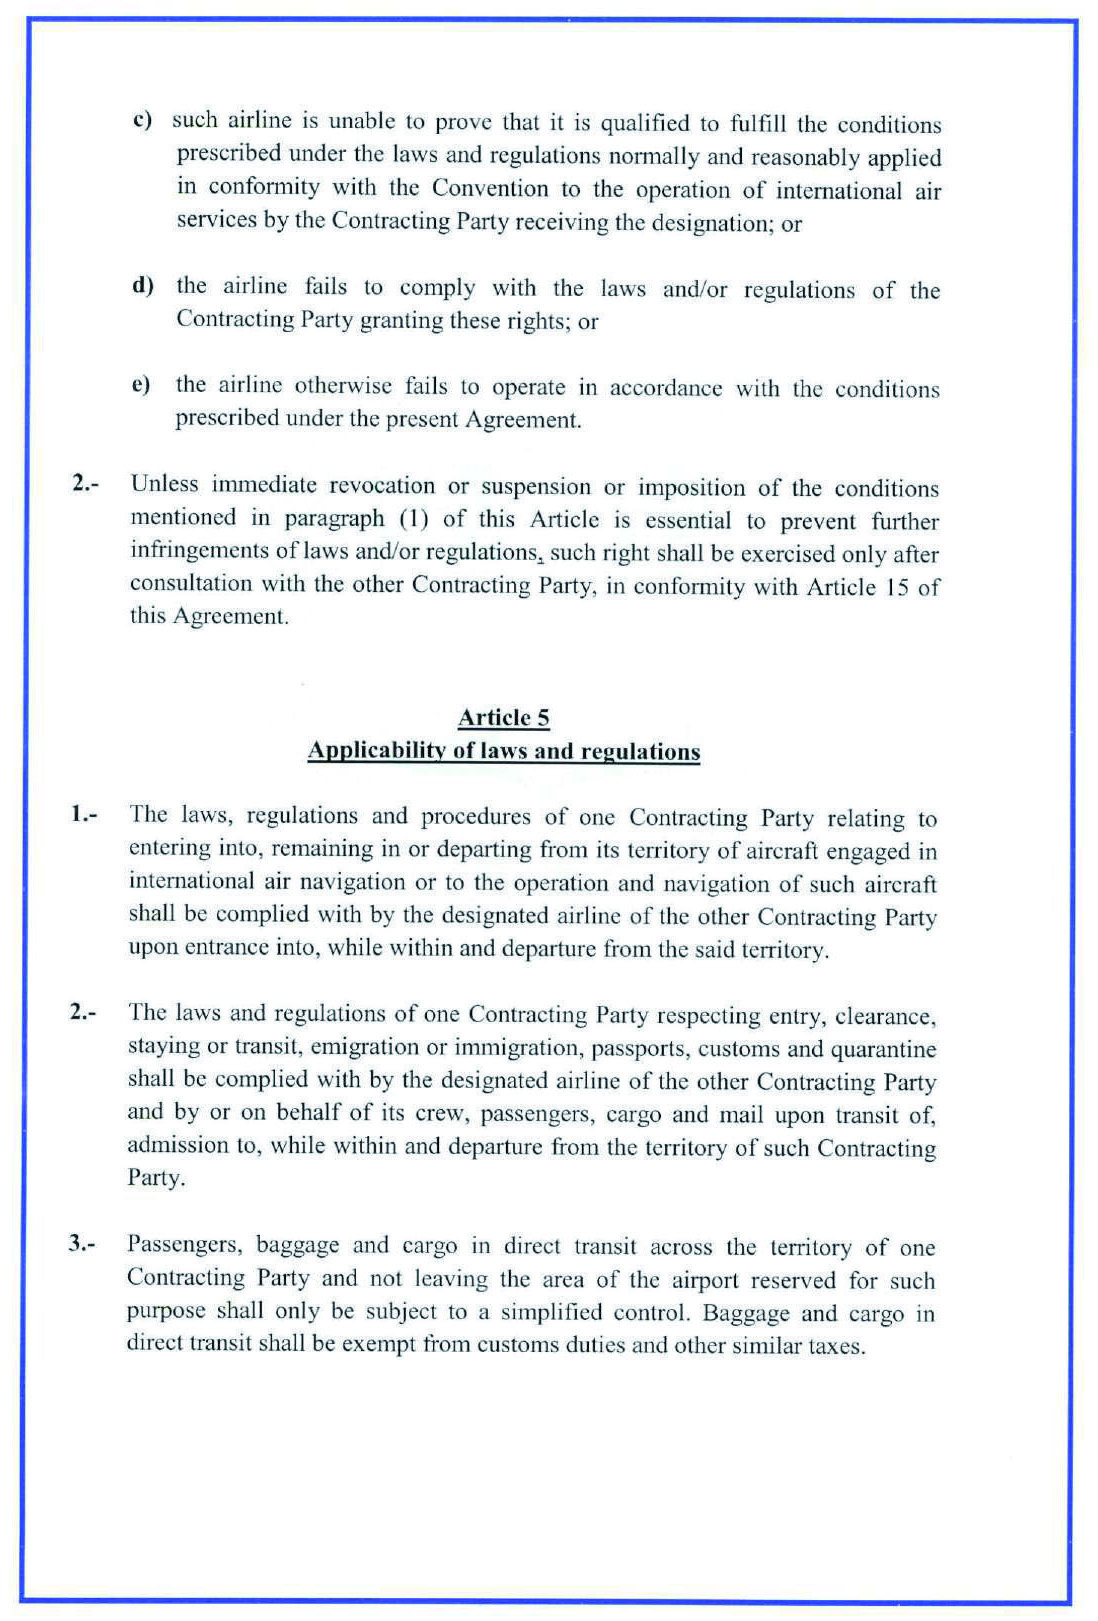 c) such airline is unable to prove that it is qualified to fulfill the conditions
prescribed under the laws and regulations normally and reasonably applied
in conformity with the Convention to the operation of international air
services by the Contracting Party receiving the designation; or
d) the airline fails to comply with the laws and/or regulations of the
Contracting Party granting these rights; or
e) the airline otherwise fails to operate in accordance with the conditions
prescribed under the present Agreement.
2.- Unless immediate revocation or suspension or imposition of the conditions
mentioned in paragraph (1) of this Article is essential to prevent further
infringements of laws and/or regulations, such right shall be exercised only after
consultation with the other Contracting Party, in conformity with Article 15 of
this Agreement.
Article 5
Applicability of laws and regulations
1.- The laws, regulations and procedures of one Contracting Party relating to
entering into, remaining in or departing from its territory of aircraft engaged in
international air navigation or to the operation and navigation of such aircraft
shall be complied with by the designated airline of the other Contracting Party
upon entrance into, while within and departure from the said territory.
2.- The laws and regulations of one Contracting Party respecting entry, clearance,
staying or transit, emigration or immigration, passports, customs and quarantine
shall be complied with by the designated airline of the other Contracting Party
and by or on behalf of its crew, passengers, cargo and mail upon transit of,
admission to, while within and departure from the territory of such Contracting
Party.
3.- Passengers, baggage and cargo in direct transit across the territory of one
Contracting Party and not leaving the area of the airport reserved for such
purpose shall only be subject to a simplified control. Baggage and cargo in
direct transit shall be exempt from customs duties and other similar taxes.